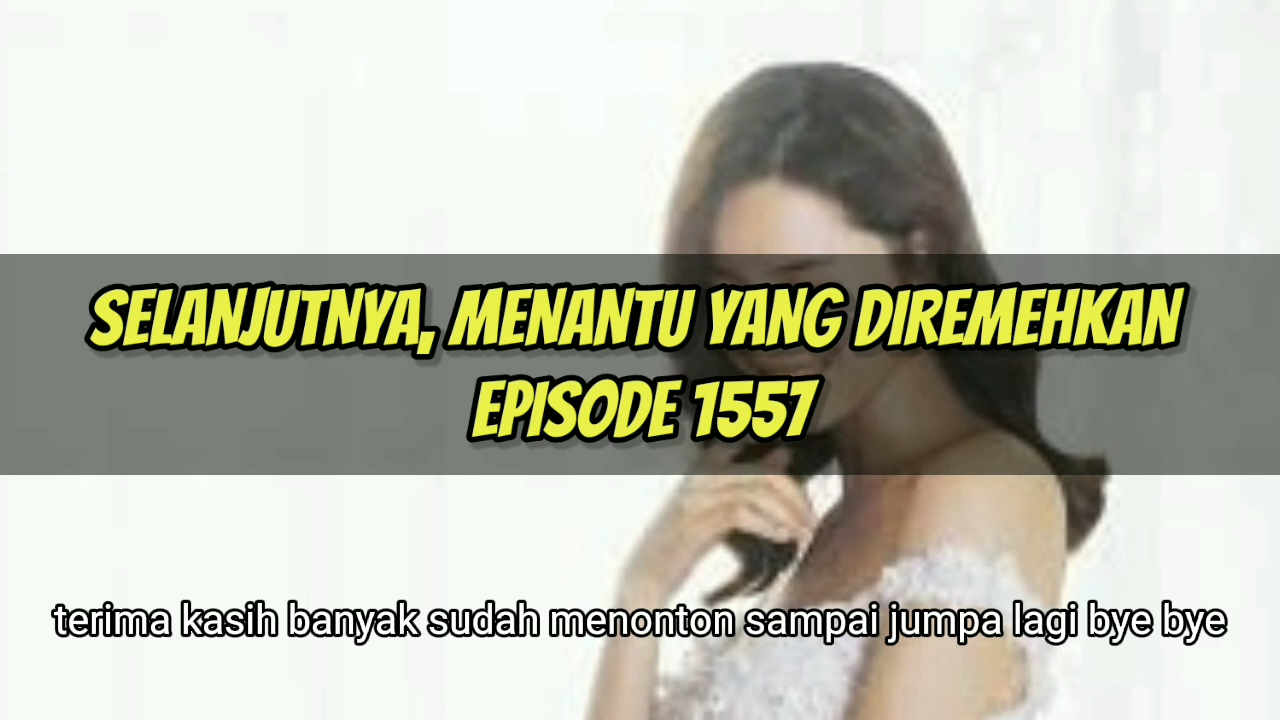 SELANJUTNYA, MENANTU YANG DIREMEHKAN
EPISODE 1557
terima kasih banyak sudah menonton sampai jumpa lagi bye bye